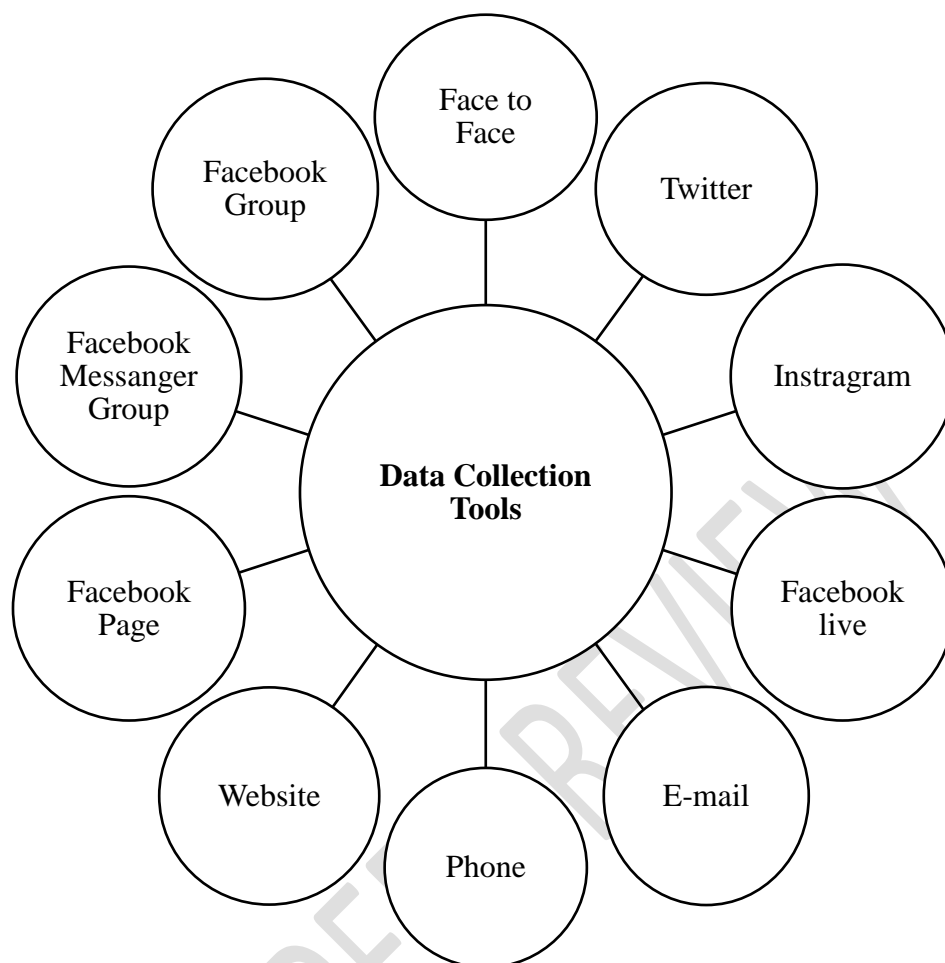 Face to
Face
Twitter
Instragram
Facebook
live
E-mail
Phone
Website
Facebook
Page
Facebook
Messanger
Group
Facebook
Group
Data Collection
Tools